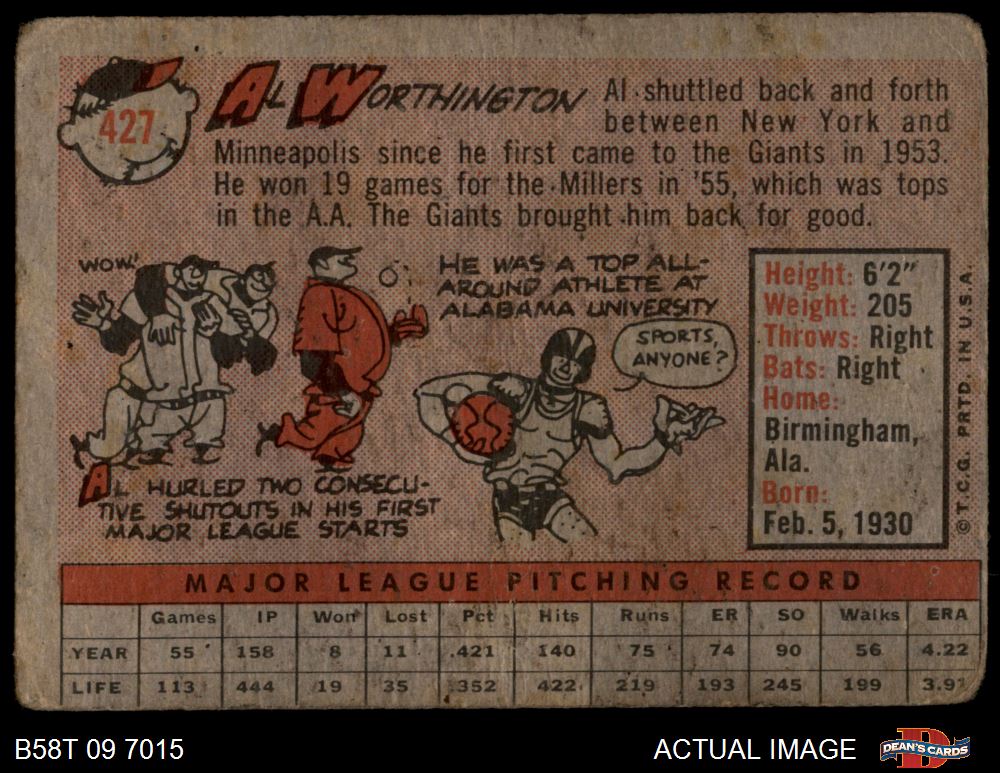 427
AL WORTHINGTON
Al shuttled back and forth
between New York and
Minneapolis since he first came to the Giants in 1953.
He won 19 games for the Millers in '55, which was tops
in the A.A. The Giants brought him back for good.
WOW!
AL HURLED TWO CONSECU-
TIVE SHUTOUTS IN HIS FIRST
MAJOR LEAGUE STARTS
HE WAS A TOP ALL-
AROUND ATHLETE AT
ALABAMA UNIVERSITY
SPORTS,
ANYONE?
Height: 6'2"
Weight: 205
Throws: Right
Bats: Right
Home:
Birmingham,
Ala.
Born:
Feb. 5, 1930
©T.C.G. PRTD. IN U.S.A.
MAJOR LEAGUE PITCHING RECORD
Games IP Won Lost Pct Hits Runs ER SO Walks ERA
YEAR 55 158 8 11 .421 140 75 74 90 56 4.22
LIFE 113 444 19 35 .352 422 219 193 245 199 3.91
B58T 09 7015
ACTUAL IMAGE
DEAN'S CARDS